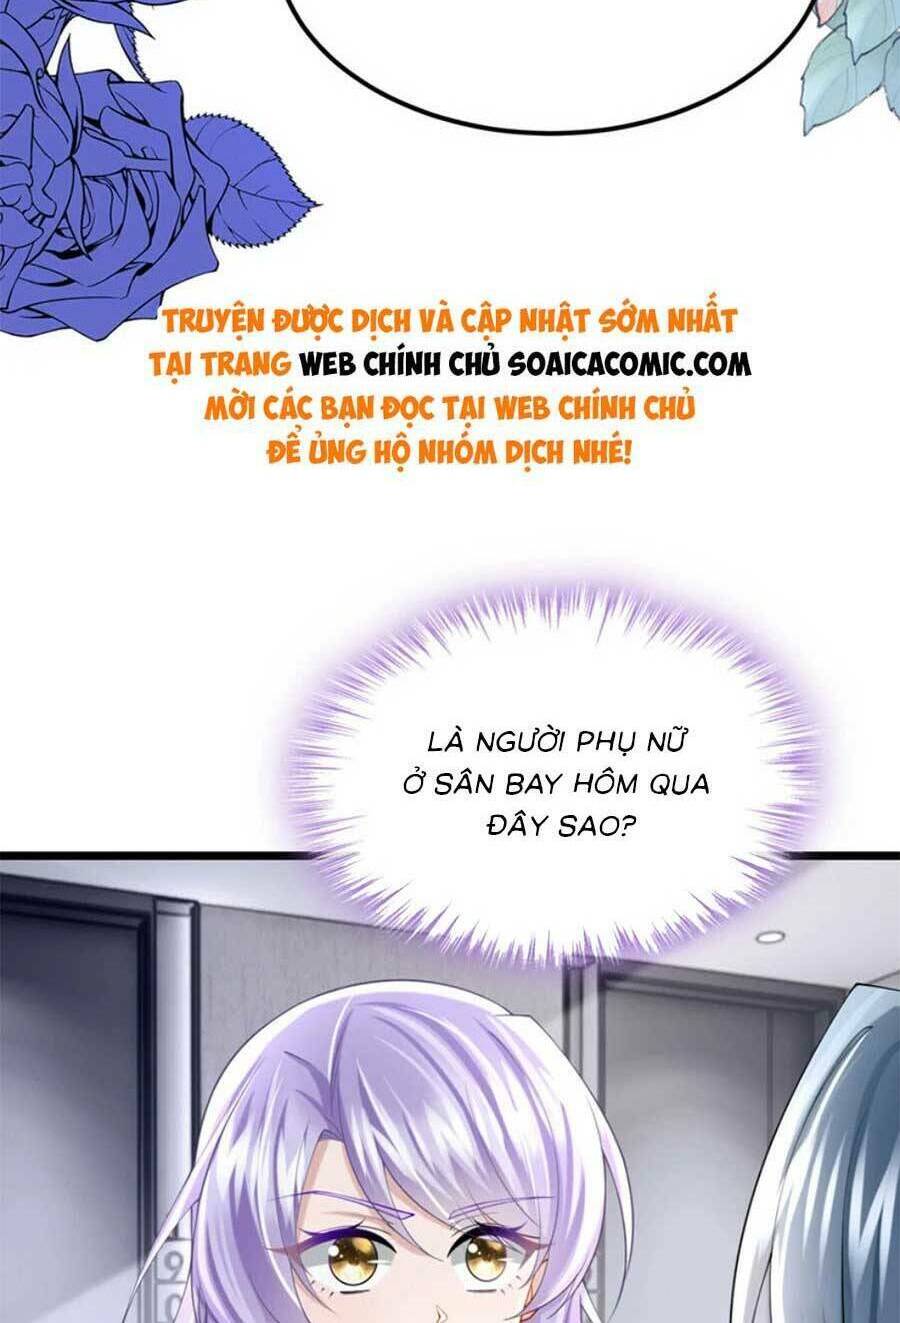 TRUYỆN ĐƯỢC DỊCH VÀ CẬP NHẬT SỚM NHẤT
TẠI TRANG WEB CHÍNH CHỦ SOAICACOMIC.COM
MỜI CÁC BẠN ĐỌC TẠI WEB CHÍNH CHỦ
ĐỂ ỦNG HỘ NHÓM DỊCH NHÉ!
LÀ NGƯỜI PHỤ NỮ
Ở SÂN BAY HÔM QUA
ĐÂY SAO?